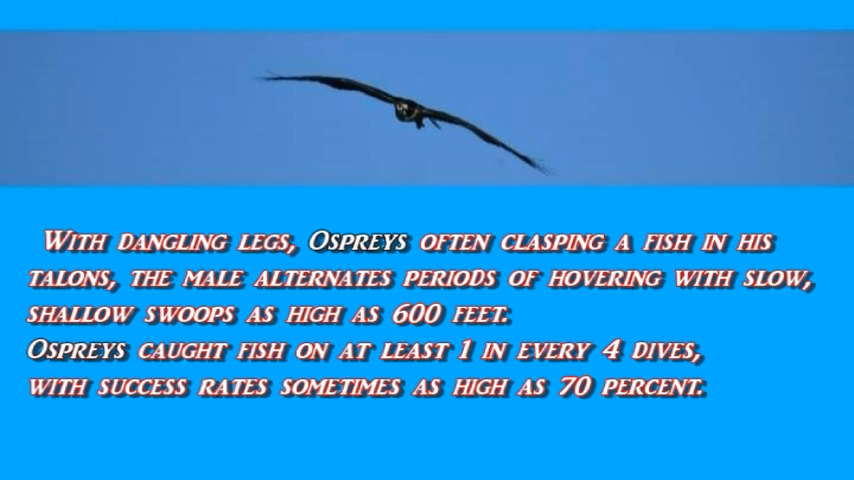 With dangling legs, Ospreys often clasping a fish in his
talons, the male alternates periods of hovering with slow,
shallow swoops as high as 600 feet.
Ospreys caught fish on at least 1 in every 4 dives,
with success rates sometimes as high as 70 percent.